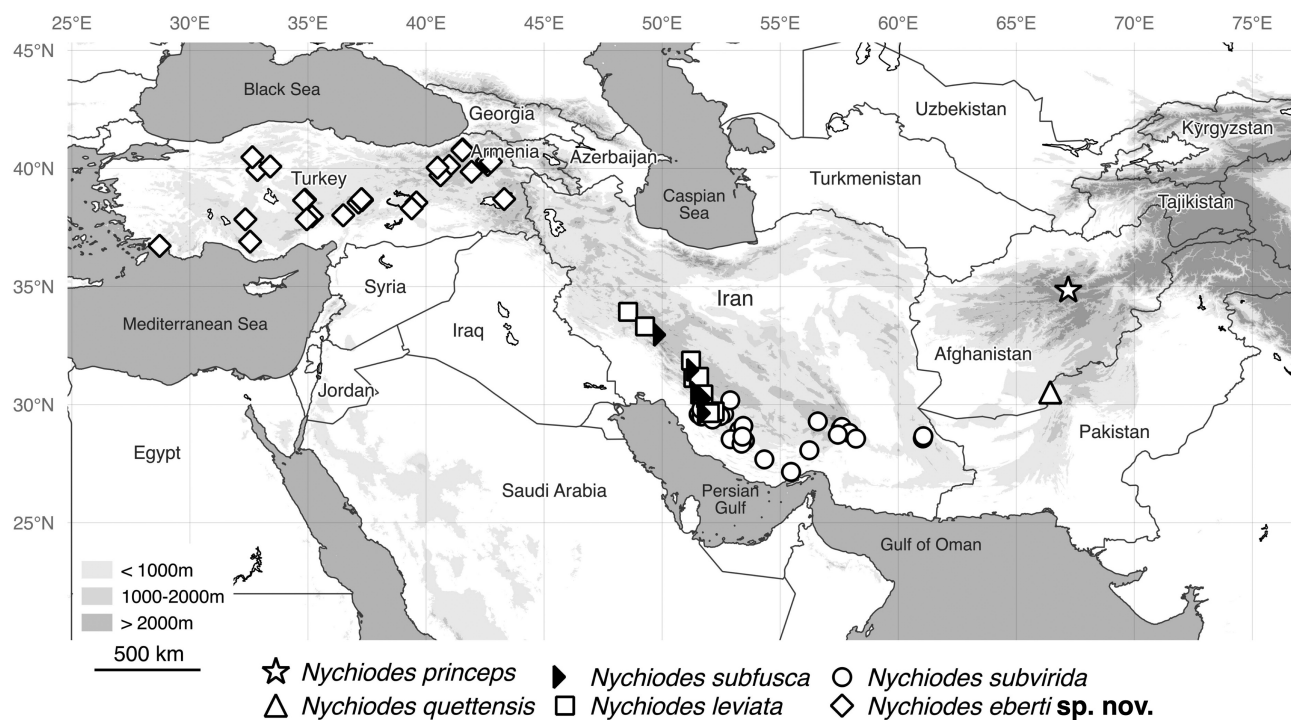 25°E 30°E 35°E 40°E 45°E 50°E 55°E 60°E 65°E 70°E 75°E
45°N
Black Sea
Georgia
Uzbekistan
Kyrgyzstan
40°N
Armenia
Azerbaijan
Turkey
Caspian
Sea
Turkmenistan
Tajikistan
35°N
Syria
Iran
Mediterranean Sea
Iraq
Afghanistan
Jordan
30°N
Pakistan
Egypt
Saudi Arabia
Persian
Gulf
25°N
Gulf of Oman
< 1000m
1000-2000m
> 2000m
500 km
Nychiodes princeps Nychiodes subfusca Nychiodes subvirida
Nychiodes quettensis Nychiodes leviata Nychiodes eberti sp. nov.